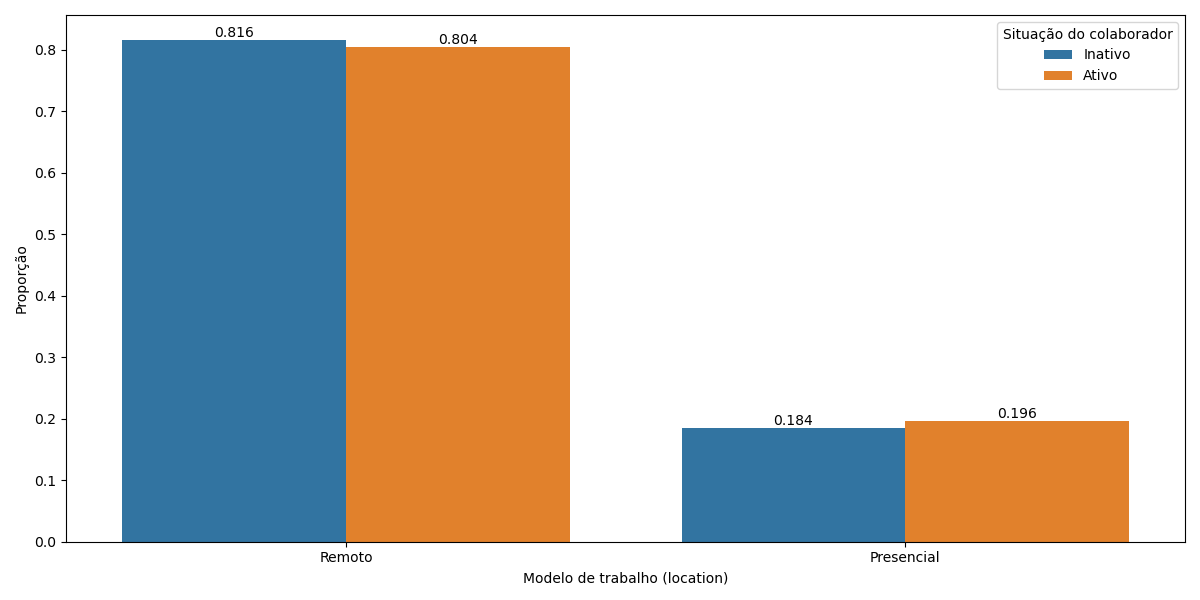 0.816
0.804
0.184
0.196
Situação do colaborador
Inativo
Ativo
0.8
0.7
0.6
0.5
0.4
0.3
0.2
0.1
0.0
Proporção
Remoto
Presencial
Modelo de trabalho (location)